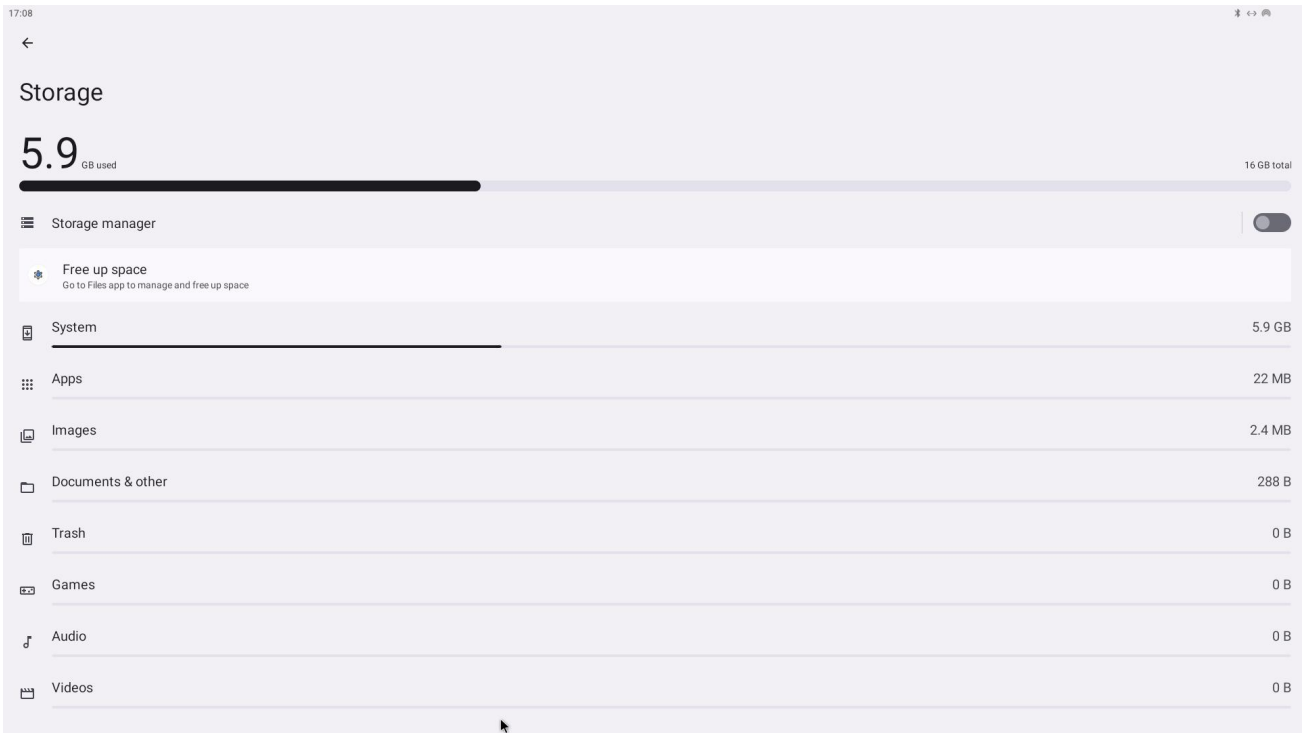 17:08
Storage
5.9 GB used
16 GB total
Storage manager
Free up space
Go to Files app to manage and free up space
System 5.9 GB
Apps 22 MB
Images 2.4 MB
Documents & other 288 B
Trash 0 B
Games 0 B
Audio 0 B
Videos 0 B